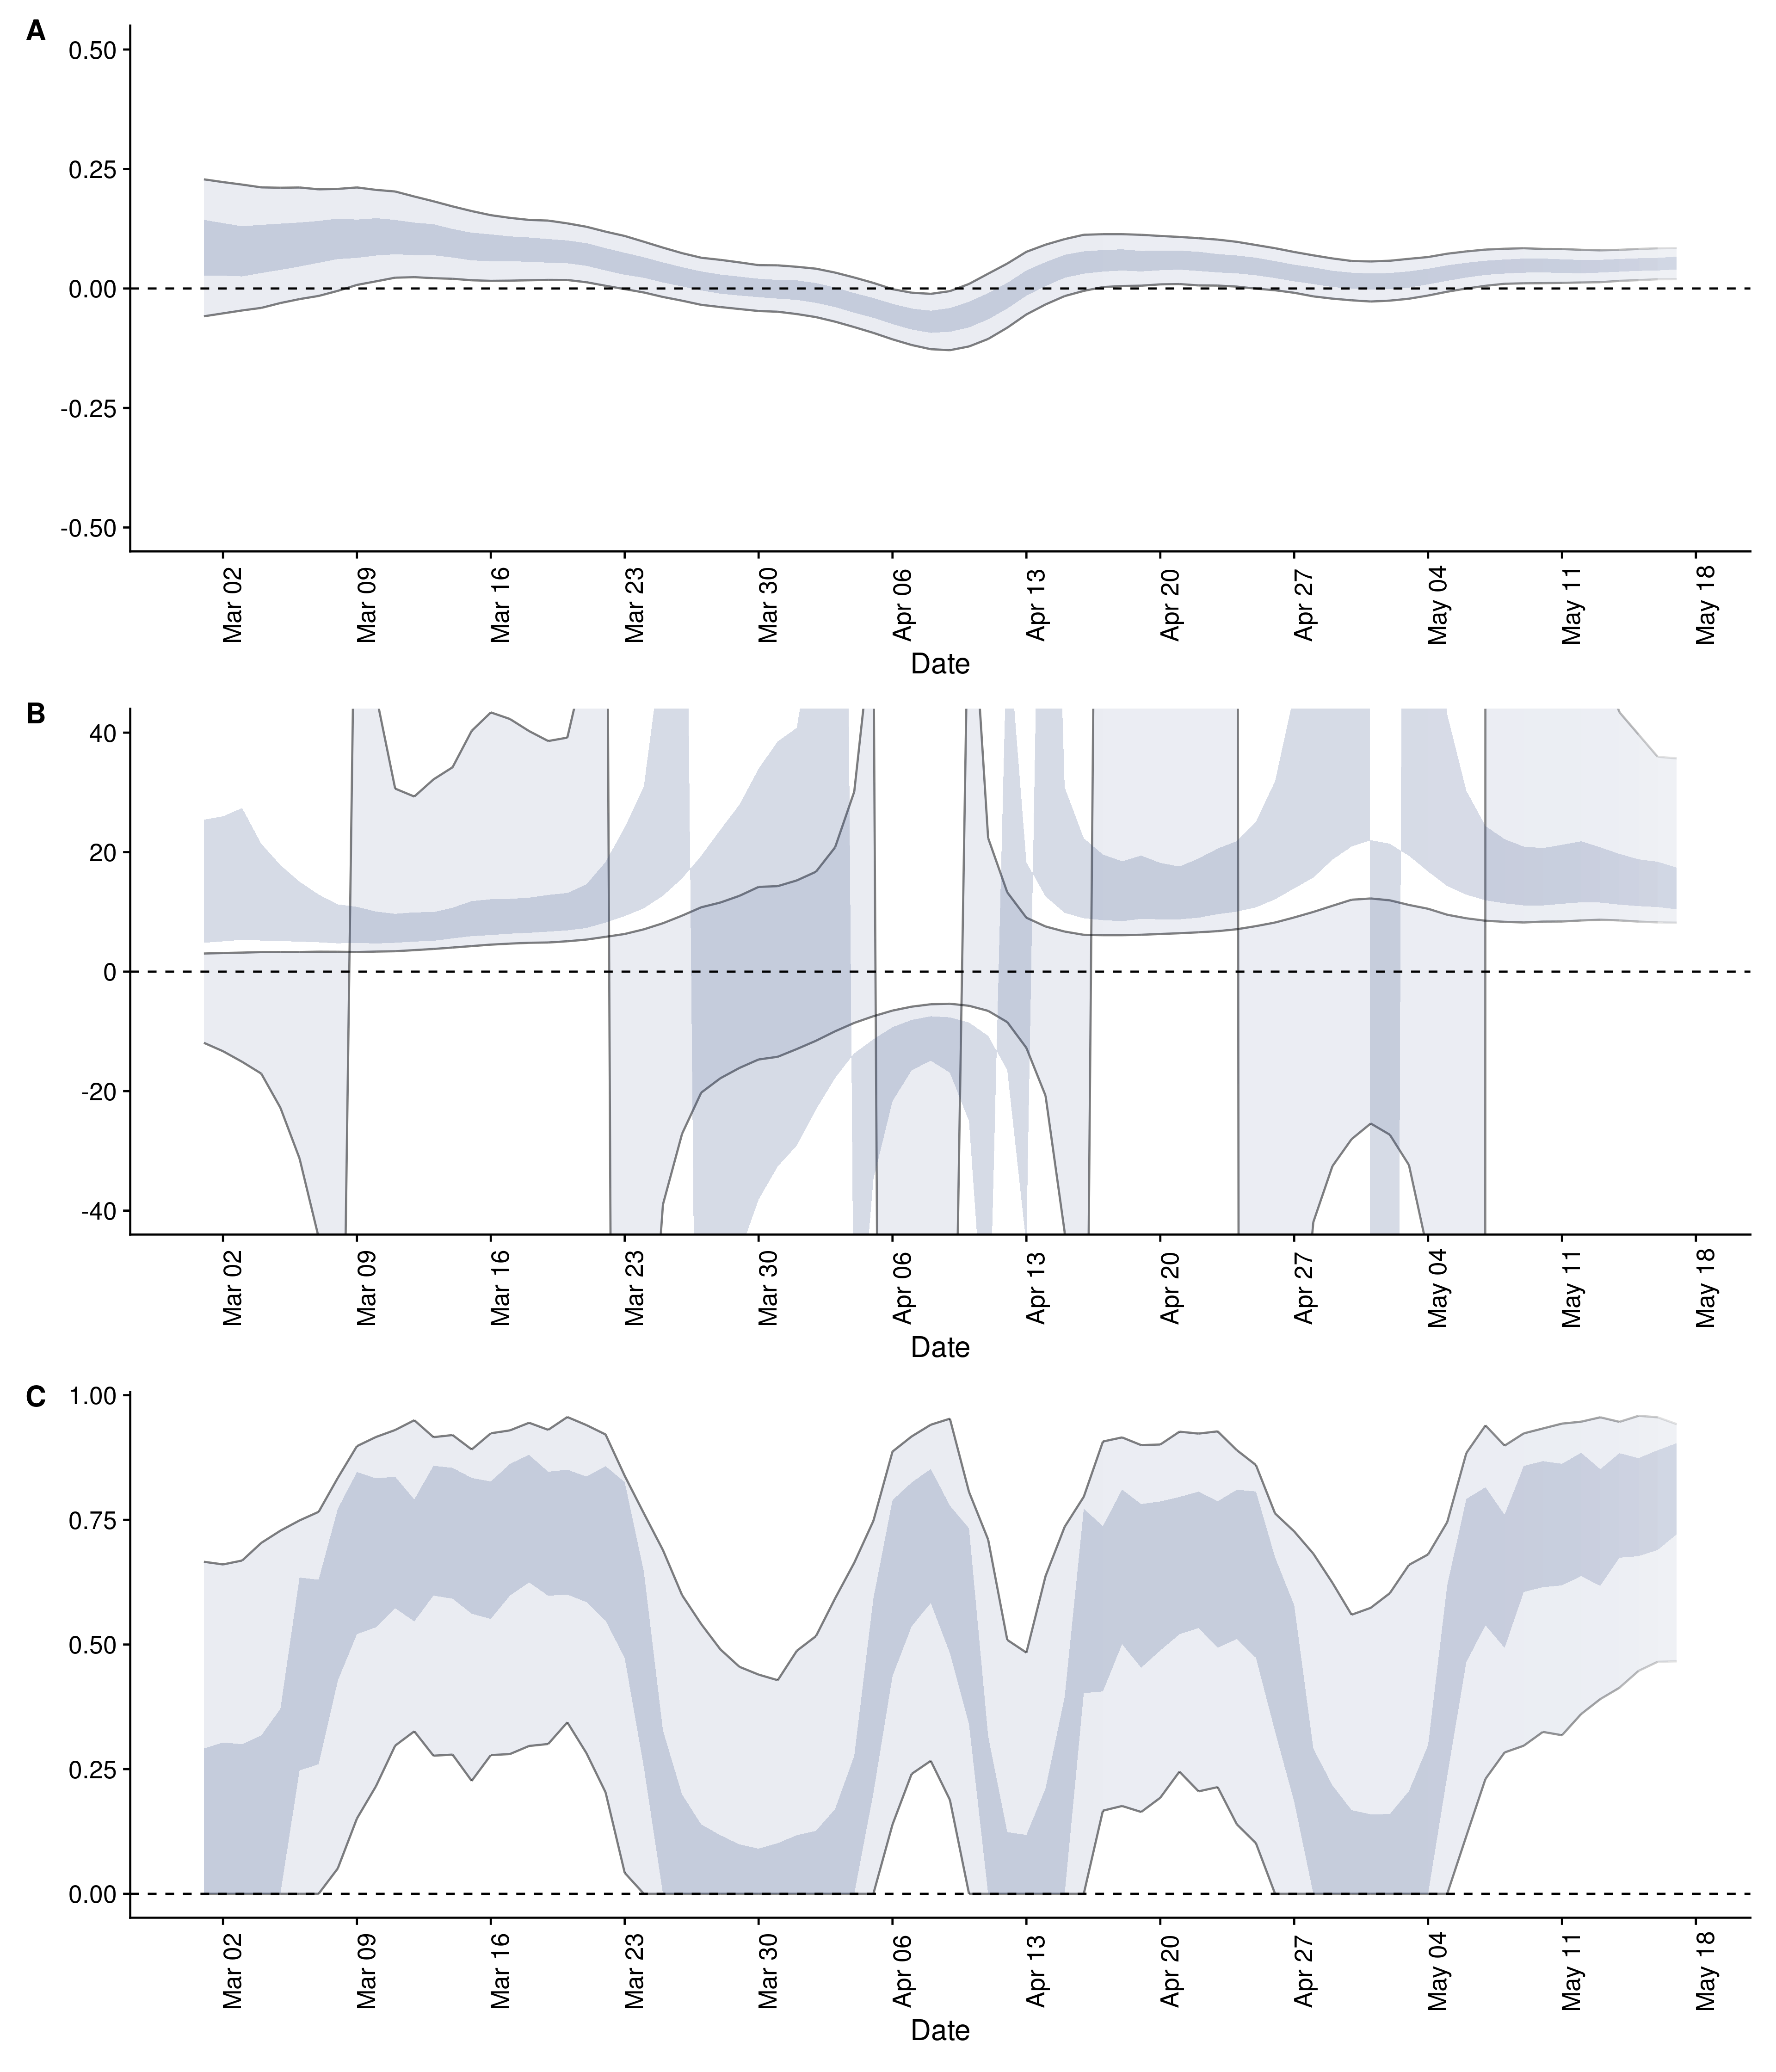 A
0.50
0.25
0.00
-0.25
-0.50
Mar 02
Mar 09
Mar 16
Mar 23
Mar 30
Apr 06
Apr 13
Apr 20
Apr 27
May 04
May 11
May 18
Date
B
40
20
0
-20
-40
Mar 02
Mar 09
Mar 16
Mar 23
Mar 30
Apr 06
Apr 13
Apr 20
Apr 27
May 04
May 11
May 18
Date
C
1.00
0.75
0.50
0.25
0.00
Mar 02
Mar 09
Mar 16
Mar 23
Mar 30
Apr 06
Apr 13
Apr 20
Apr 27
May 04
May 11
May 18
Date